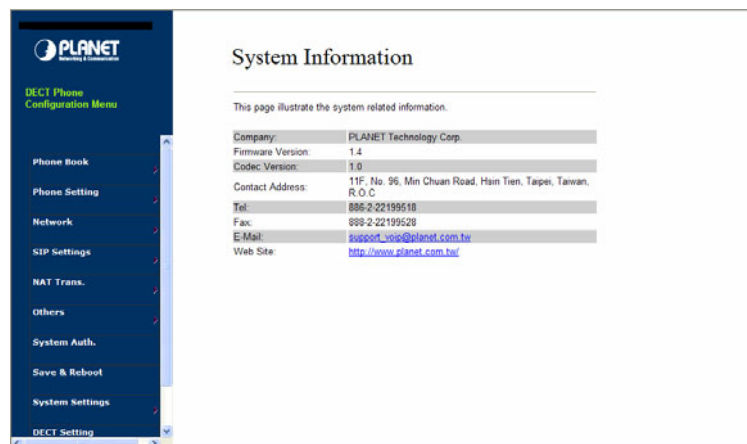 PLANET
Networking & Communication
DECT Phone
Configuration Menu
Phone Book
Phone Setting
Network
SIP Settings
NAT Trans.
Others
System Auth.
Save & Reboot
System Settings
DECT Setting
System Information
This page illustrate the system related information.
Company: PLANET Technology Corp.
Firmware Version: 1.4
Codec Version: 1.0
Contact Address: 11F, No. 96, Min Chuan Road, Hsin Tien, Taipei, Taiwan,
R.O.C
Tel: 886-2-22199518
Fax: 888-2-22199528
E-Mail: support_voip@planet.com.tw
Web Site: http://www.planet.com.tw/